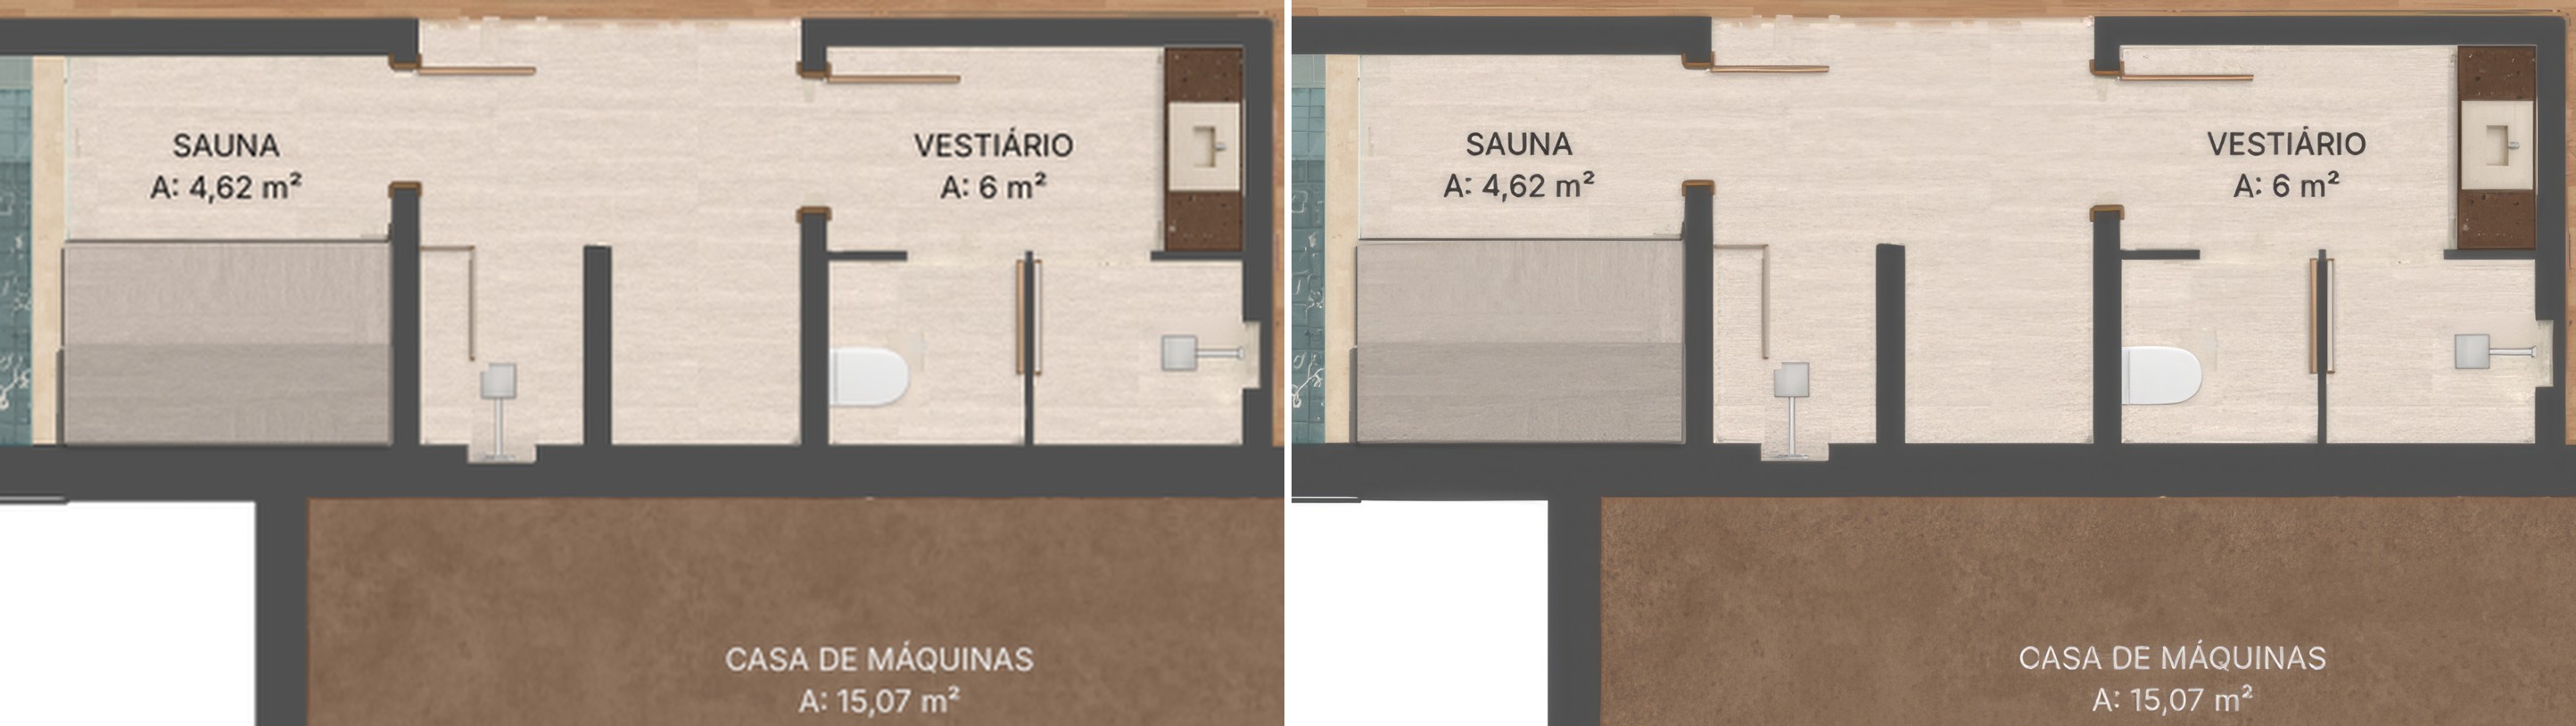 SAUNA
A: 4,62 m²
VESTIÁRIO
A: 6 m²
CASA DE MÁQUINAS
A: 15,07 m²
SAUNA
A: 4,62 m²
VESTIÁRIO
A: 6 m²
CASA DE MÁQUINAS
A: 15,07 m²